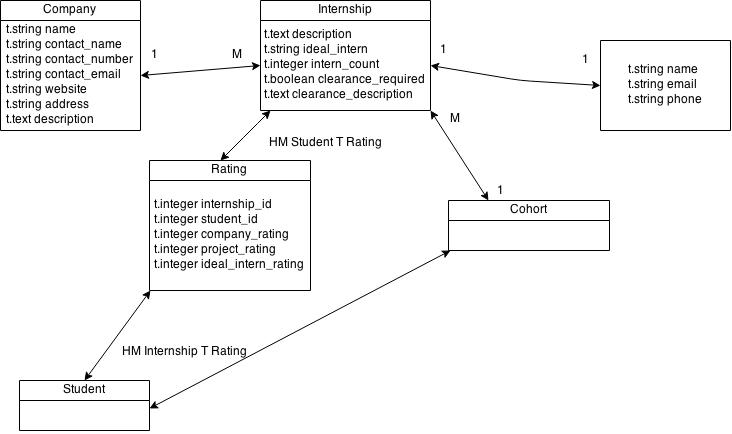 Company
t.string name
t.string contact_name
t.string contact_number
t.string contact_email
t.string website
t.string address
t.text description
1
M
Internship
t.text description
t.string ideal_intern
t.integer intern_count
t.boolean clearance_required
t.text clearance_description
1
1
t.string name
t.string email
t.string phone
HM Student T Rating
M
1
Rating
t.integer internship_id
t.integer student_id
t.integer company_rating
t.integer project_rating
t.integer ideal_intern_rating
Cohort
HM Internship T Rating
Student